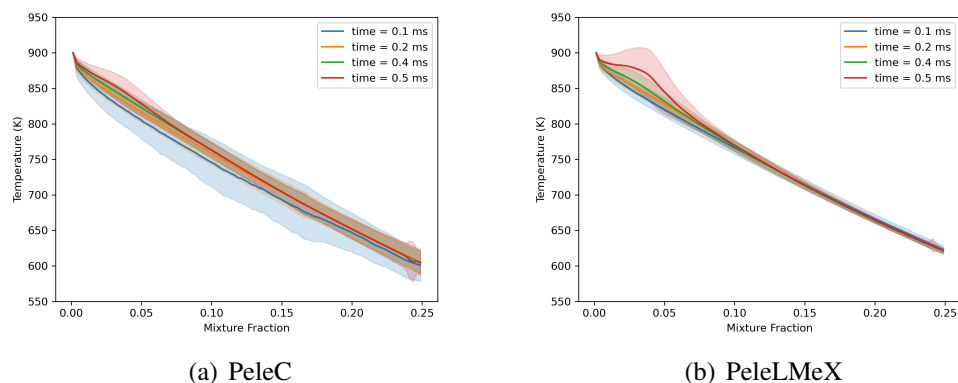 950
900
850
800
750
700
650
600
550
Temperature (K)
0.00 0.05 0.10 0.15 0.20 0.25
Mixture Fraction
time = 0.1 ms
time = 0.2 ms
time = 0.4 ms
time = 0.5 ms
(a) PeleC
950
900
850
800
750
700
650
600
550
Temperature (K)
0.00 0.05 0.10 0.15 0.20 0.25
Mixture Fraction
time = 0.1 ms
time = 0.2 ms
time = 0.4 ms
time = 0.5 ms
(b) PeleLMeX